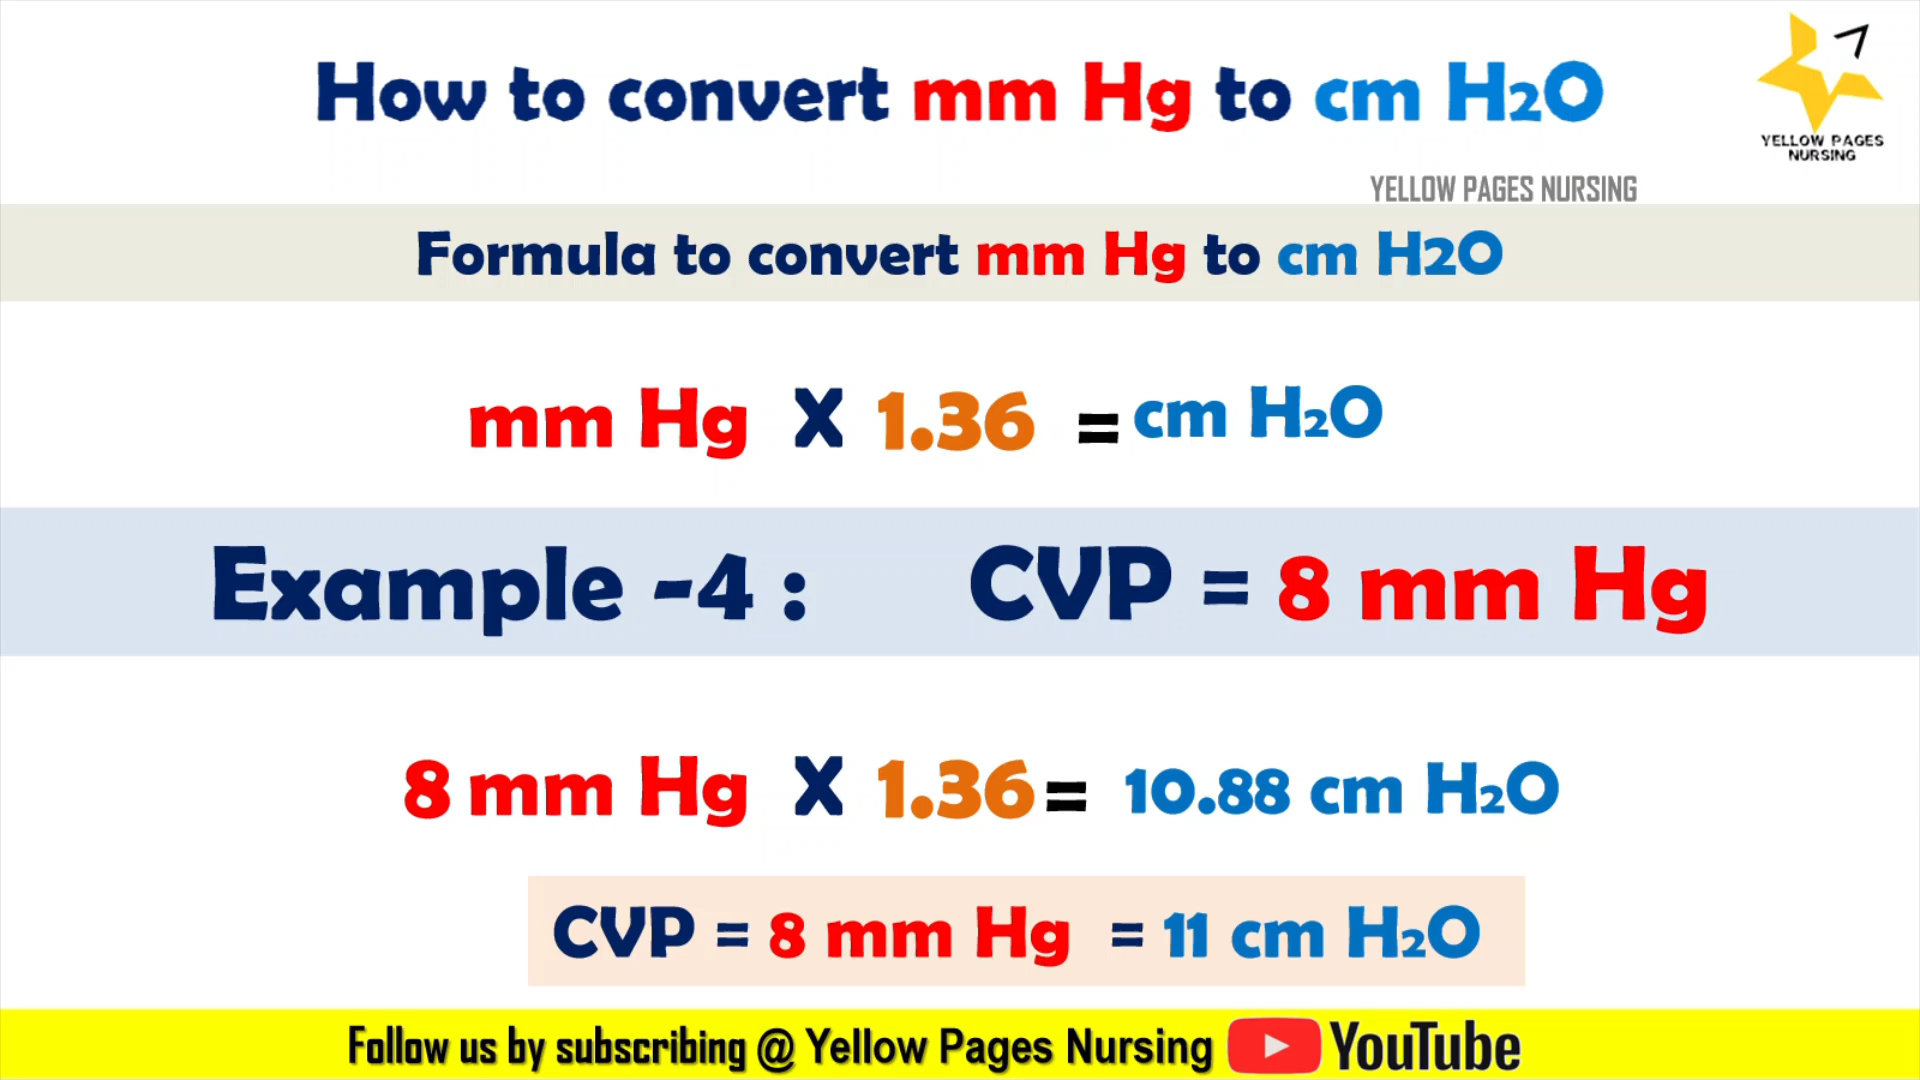 How to convert mm Hg to cm H₂O
YELLOW PAGES
NURSING
YELLOW PAGES NURSING
Formula to convert mm Hg to cm H2O
mm Hg X 1.36 = cm H₂O
Example -4 : CVP = 8 mm Hg
8 mm Hg X 1.36 = 10.88 cm H₂O
CVP = 8 mm Hg = 11 cm H₂O
Follow us by subscribing @ Yellow Pages Nursing YouTube